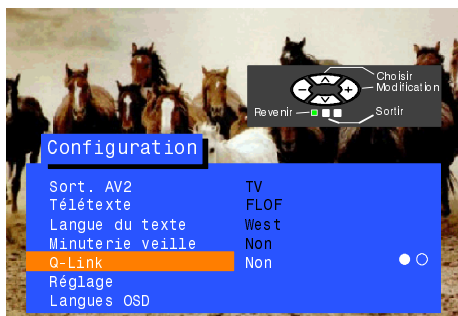 Choisir
Modification
Revenir
Sortir
Configuration
Sort. AV2 TV
Télétexte FLOF
Langue du texte West
Minuterie veille Non
Q-Link Non
Réglage
Langues OSD